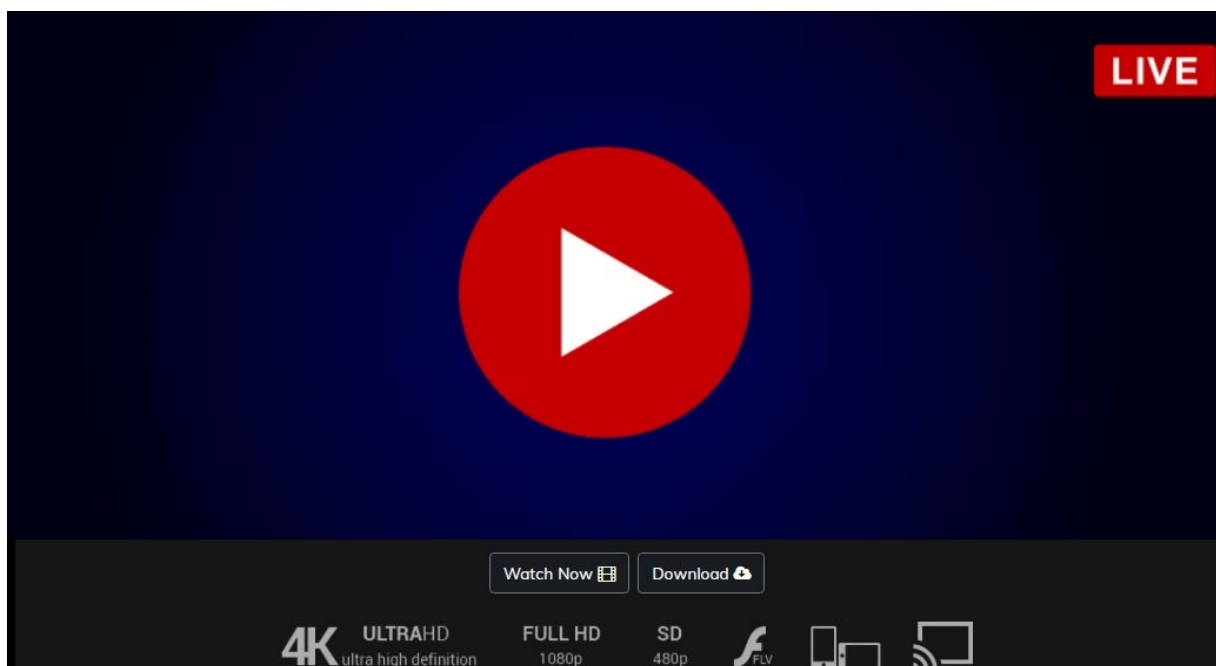 LIVE
Watch Now
Download
4K ULTRAHD
ultra high definition
FULL HD
1080p
SD
480p
FLV